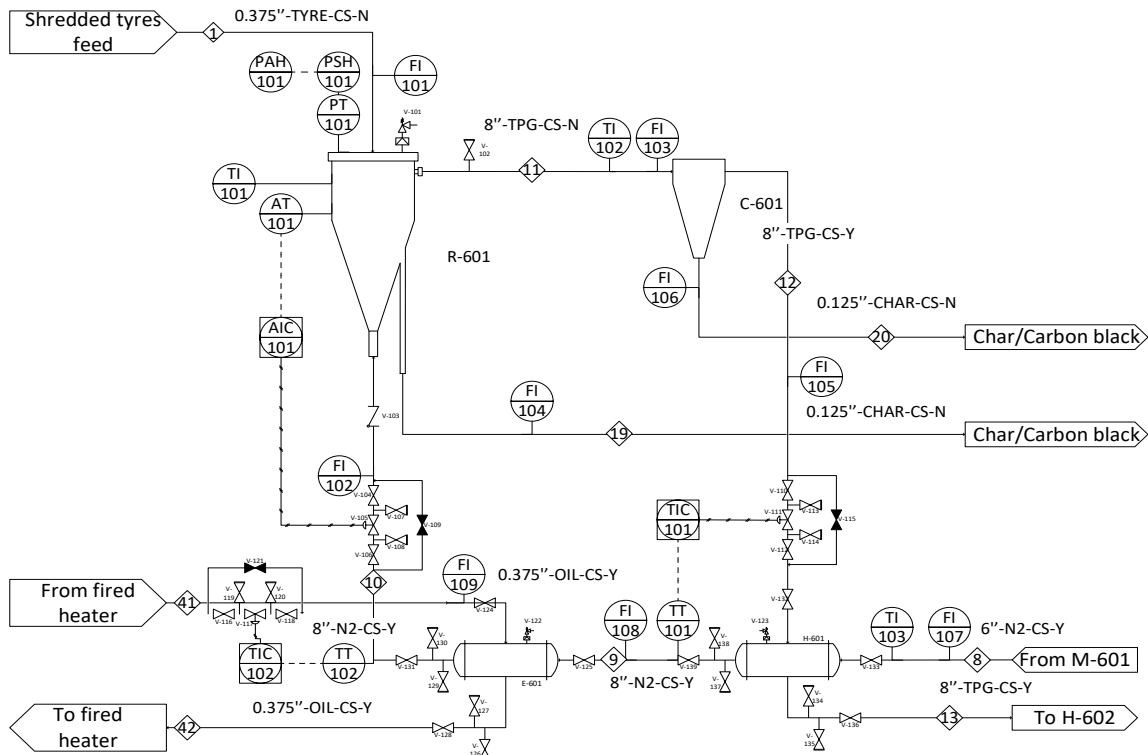 Shredded tyres
feed
1
0.375’’-TYRE-CS-N
PAH
101
PSH
101
FI
101
PT
101
V-101
8’’-TPG-CS-N
V-
102
11
TI
102
FI
103
TI
101
AT
101
C-601
8’’-TPG-CS-Y
R-601
FI
106
12
0.125’’-CHAR-CS-N
AIC
101
20
Char/Carbon black
FI
105
FI
104
0.125’’-CHAR-CS-N
V-103
19
Char/Carbon black
FI
102
V-104
V-107
V-105
V-109
V-108
V-106
TIC
101
V-110
V-113
V-111
V-115
V-114
V-121
10
FI
109
0.375’’-OIL-CS-Y
From fired
heater
41
V-
119
V-
120
V-116
V-118
V-124
8’’-N2-CS-Y
V-122
V-123
V-
130
FI
108
TT
101
V-
138
H-601
TI
103
FI
107
6’’-N2-CS-Y
TIC
102
TT
102
V-131
V-
129
E-601
V-125
9
V-139
V-
137
V-133
8
From M-601
8’’-N2-CS-Y
8’’-TPG-CS-Y
0.375’’-OIL-CS-Y
To fired
heater
42
V-
127
V-128
V-
126
V-
134
V-
135
V-136
13
To H-602